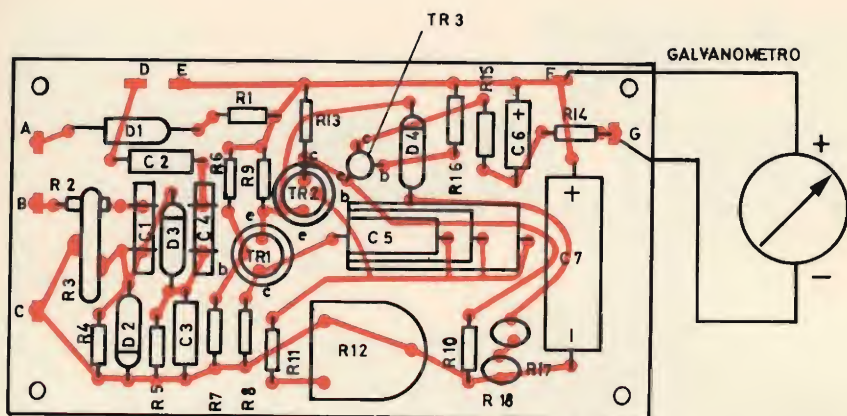 TR 3
GALVANOMETRO
D
E
F
A
R1
R13
R15
C6
+
R14
G
D1
D4
C2
R6
R9
c
b
R16
+
R2
B
TR2
c
b
e
e
C1
D3
C4
TR1
b
c
C5
C7
+
−
R3
C
R4
D2
R5
C3
R7
R8
R11
R12
R10
R17
R 18
−